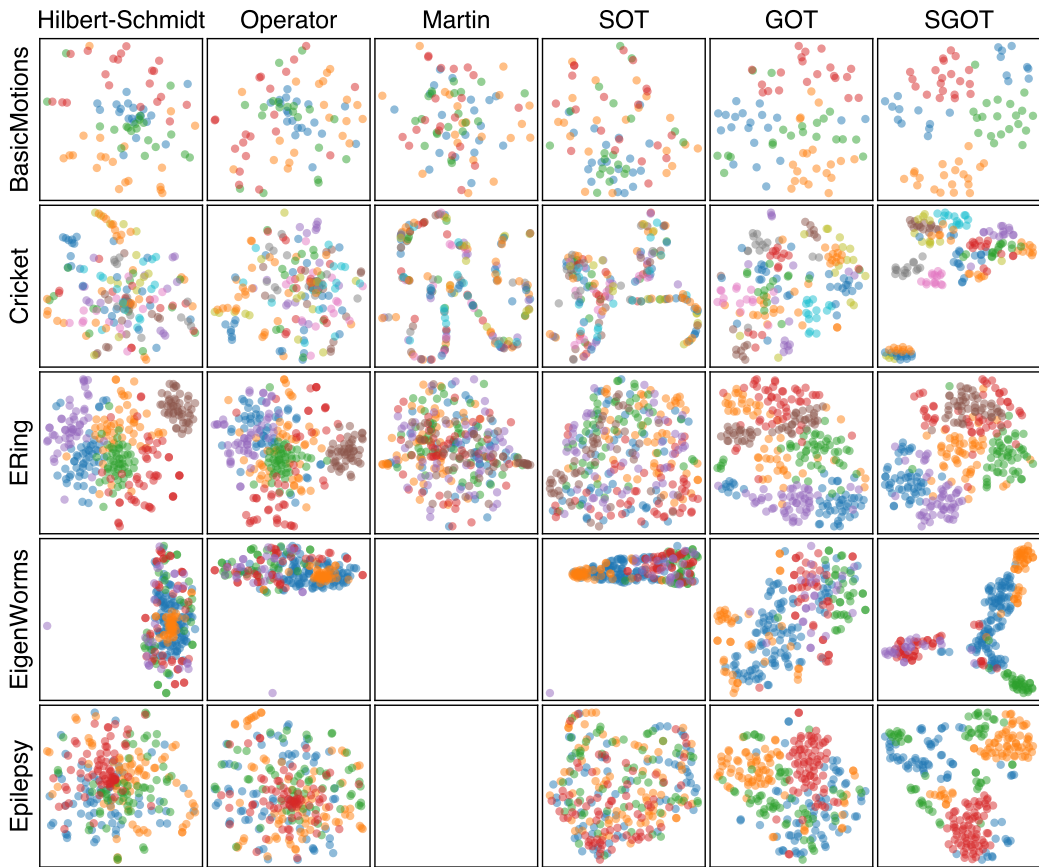 Hilbert-Schmidt Operator Martin SOT GOT SGOT
BasicMotions
Cricket
ERing
EigenWorms
Epilepsy